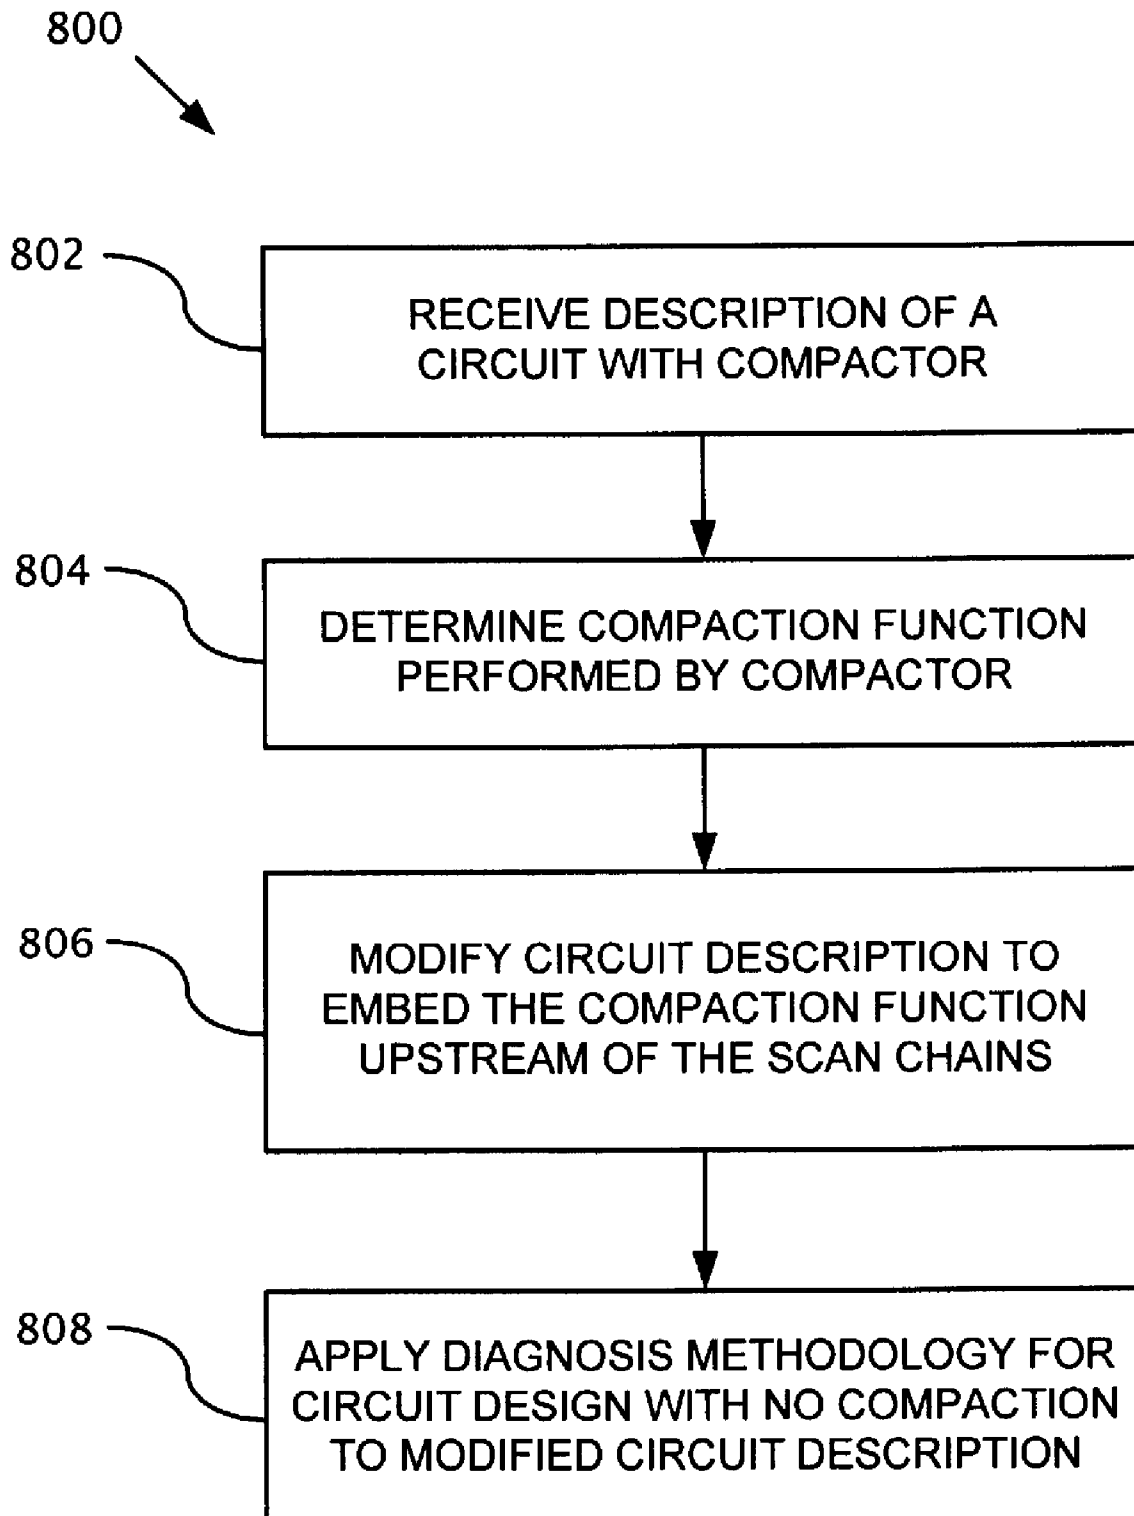 800
802
RECEIVE DESCRIPTION OF A
CIRCUIT WITH COMPACTOR
804
DETERMINE COMPACTION FUNCTION
PERFORMED BY COMPACTOR
806
MODIFY CIRCUIT DESCRIPTION TO
EMBED THE COMPACTION FUNCTION
UPSTREAM OF THE SCAN CHAINS
808
APPLY DIAGNOSIS METHODOLOGY FOR
CIRCUIT DESIGN WITH NO COMPACTION
TO MODIFIED CIRCUIT DESCRIPTION